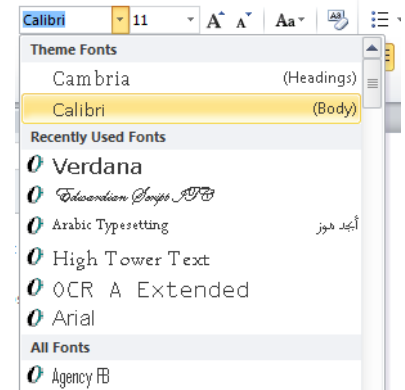 Calibri 11 A A Aa
Theme Fonts
Cambria (Headings)
Calibri (Body)
Recently Used Fonts
Verdana
Edwardian Script ITC
Arabic Typesetting أبجد هوز
High Tower Text
OCR A Extended
Arial
All Fonts
Agency FB